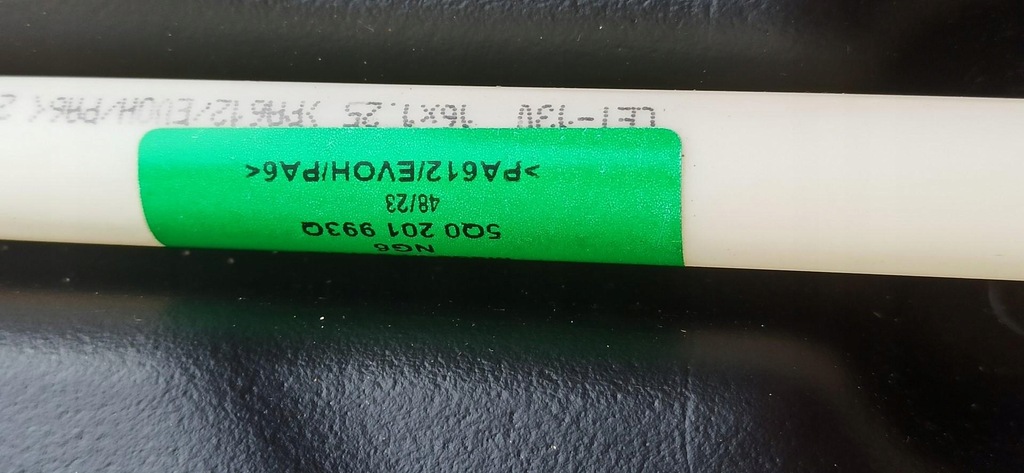 NG6
5Q0 201 993Q
48/23
>PA612/EVOH/PA6<
16x1.25 >PA612/EVOH/PA6<